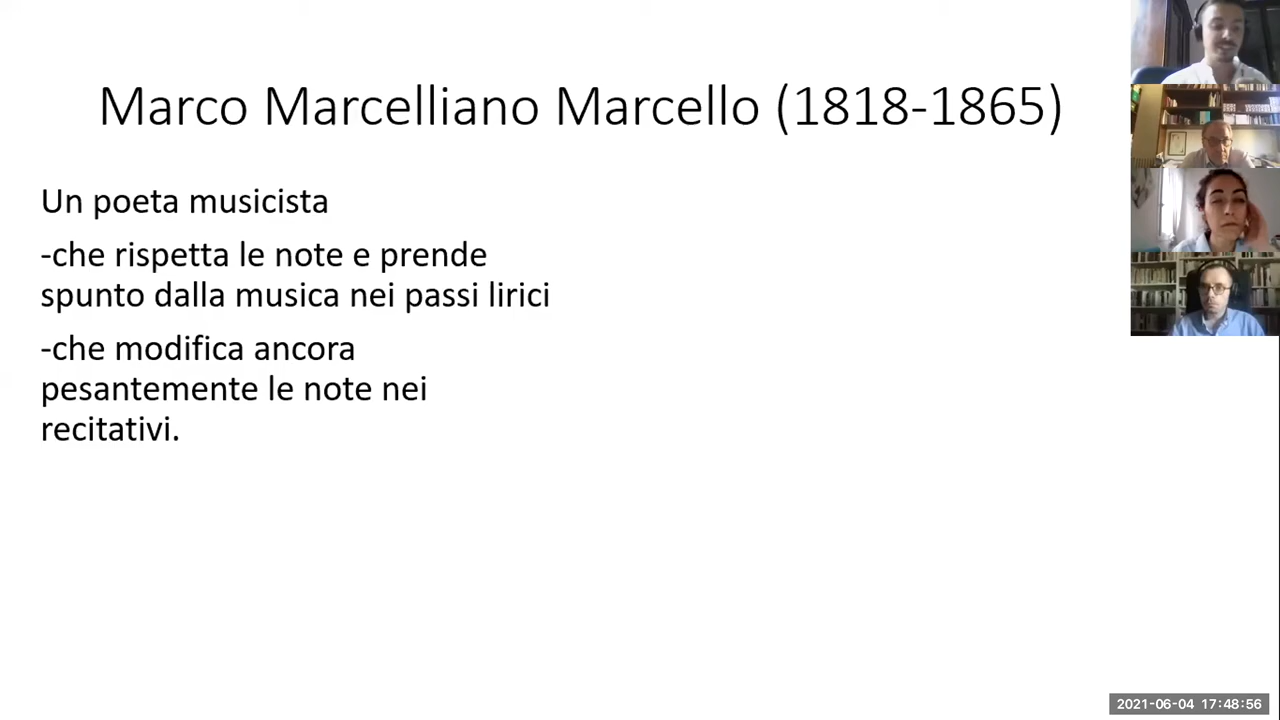 Marco Marcelliano Marcello (1818-1865)
Un poeta musicista
-che rispetta le note e prende
spunto dalla musica nei passi lirici
-che modifica ancora
pesantemente le note nei
recitativi.
2021-06-04 17:48:56